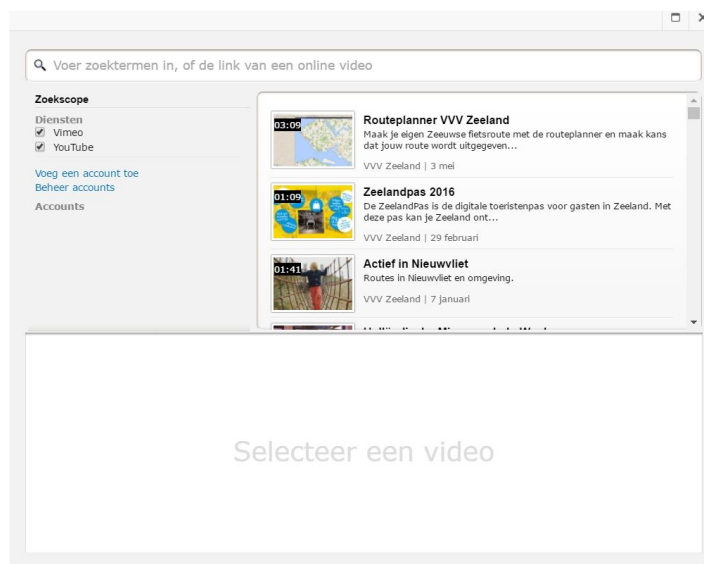 Voer zoektermen in, of de link van een online video
Zoekscope
Diensten
Vimeo
YouTube
Voeg een account toe
Beheer accounts
Accounts
03:09
Routeplanner VVV Zeeland
Maak je eigen Zeeuwse fietsroute met de routeplanner en maak kans
dat jouw route wordt uitgegeven...
VVV Zeeland | 3 mei
01:09
Zeelandpas 2016
De ZeelandPas is de digitale toeristenpas voor gasten in Zeeland. Met
deze pas kan je Zeeland ont...
VVV Zeeland | 29 februari
01:41
Actief in Nieuwvliet
Routes in Nieuwvliet en omgeving.
VVV Zeeland | 7 januari
Selecteer een video